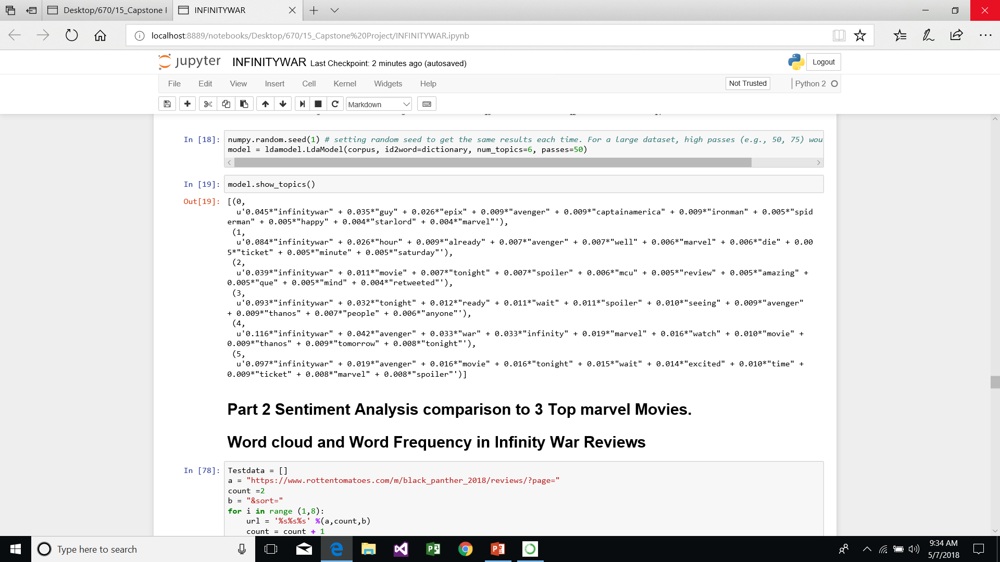 Desktop/670/15_Capstone
INFINITYWAR
localhost:8889/notebooks/Desktop/670/15_Capstone%20Project/INFINITYWAR.ipynb
jupyter INFINITYWAR Last Checkpoint: 2 minutes ago (autosaved)
Logout
File Edit View Insert Cell Kernel Widgets Help
Not Trusted
Python 2
Markdown
In [18]: numpy.random.seed(1) # setting random seed to get the same results each time. For a large dataset, high passes (e.g., 50, 75) wou
model = ldamodel.LdaModel(corpus, id2word=dictionary, num_topics=6, passes=50)
In [19]: model.show_topics()
Out[19]: [(0,
u'0.045*"infinitywar" + 0.035*"guy" + 0.026*"epix" + 0.009*"avenger" + 0.009*"captainamerica" + 0.009*"ironman" + 0.005*"spid
erman" + 0.005*"happy" + 0.004*"starlord" + 0.004*"marvel"'),
(1,
u'0.084*"infinitywar" + 0.026*"hour" + 0.009*"already" + 0.007*"avenger" + 0.007*"well" + 0.006*"marvel" + 0.006*"die" + 0.00
5*"ticket" + 0.005*"minute" + 0.005*"saturday"'),
(2,
u'0.039*"infinitywar" + 0.011*"movie" + 0.007*"tonight" + 0.007*"spoiler" + 0.006*"mcu" + 0.005*"review" + 0.005*"amazing" +
0.005*"que" + 0.005*"mind" + 0.004*"retweeted"'),
(3,
u'0.093*"infinitywar" + 0.032*"tonight" + 0.012*"ready" + 0.011*"wait" + 0.011*"spoiler" + 0.010*"seeing" + 0.009*"avenger"
+ 0.009*"thanos" + 0.007*"people" + 0.006*"anyone"'),
(4,
u'0.116*"infinitywar" + 0.042*"avenger" + 0.033*"war" + 0.033*"infinity" + 0.019*"marvel" + 0.016*"watch" + 0.010*"movie" +
0.009*"thanos" + 0.009*"tomorrow" + 0.008*"tonight"'),
(5,
u'0.097*"infinitywar" + 0.019*"avenger" + 0.016*"movie" + 0.016*"tonight" + 0.015*"wait" + 0.014*"excited" + 0.010*"time" +
0.009*"ticket" + 0.008*"marvel" + 0.008*"spoiler"')]
Part 2 Sentiment Analysis comparison to 3 Top marvel Movies.
Word cloud and Word Frequency in Infinity War Reviews
In [78]: Testdata = []
a = "https://www.rottentomatoes.com/m/black_panther_2018/reviews/?page="
count =2
b = "&sort="
for i in range (1,8):
url = '%s%s%s' %(a,count,b)
count = count + 1
Type here to search
9:34 AM
5/7/2018